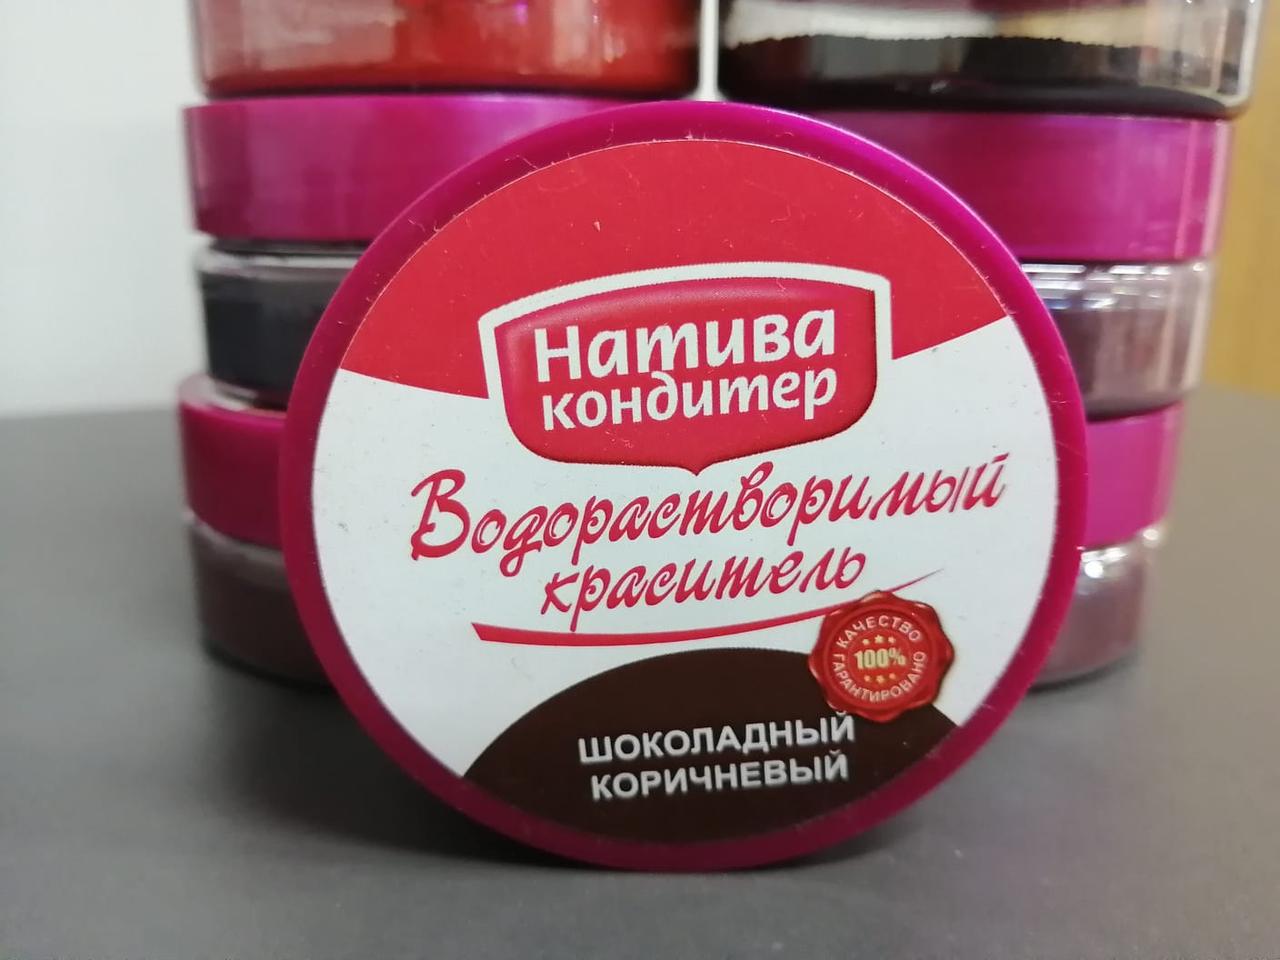 Натива
кондитер
Водорастворимый
краситель
КАЧЕСТВО
100%
ГАРАНТИРОВАНО
ШОКОЛАДНЫЙ
КОРИЧНЕВЫЙ